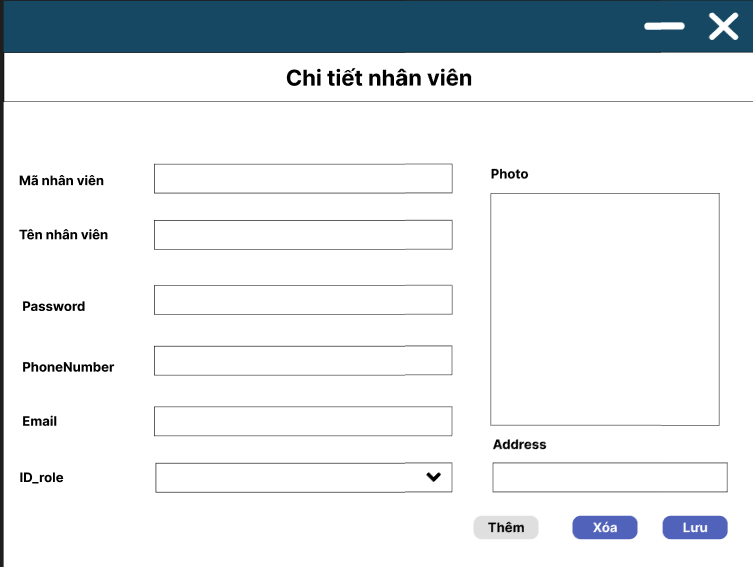 Chi tiết nhân viên
Mã nhân viên
Tên nhân viên
Password
PhoneNumber
Email
ID_role
Photo
Address
Thêm
Xóa
Lưu